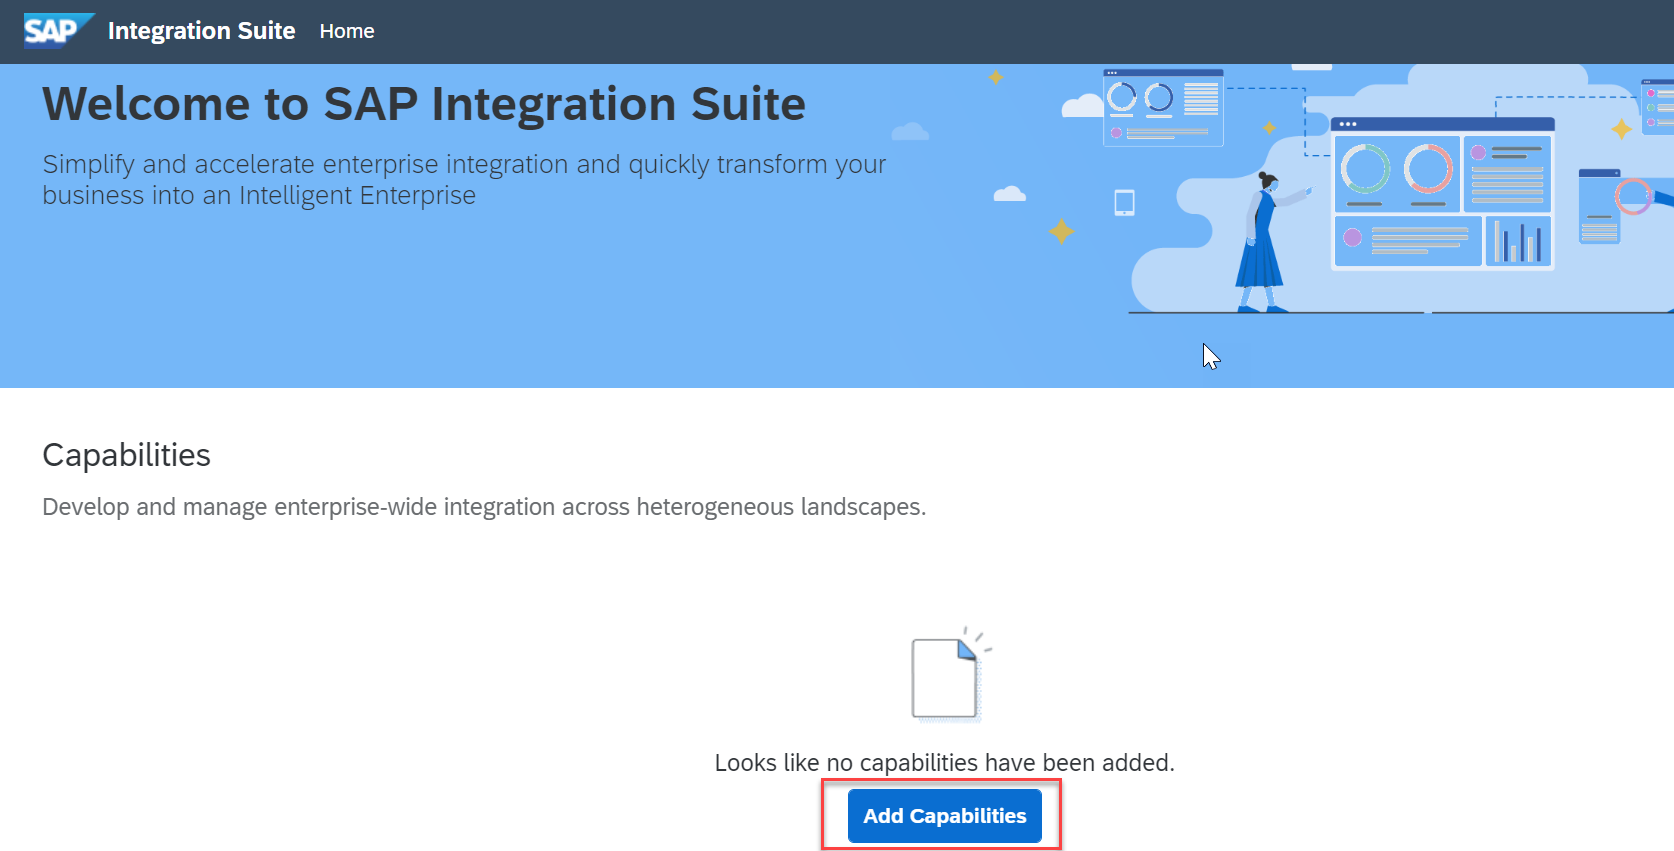 SAP Integration Suite Home
Welcome to SAP Integration Suite
Simplify and accelerate enterprise integration and quickly transform your
business into an Intelligent Enterprise
Capabilities
Develop and manage enterprise-wide integration across heterogeneous landscapes.
Looks like no capabilities have been added.
Add Capabilities